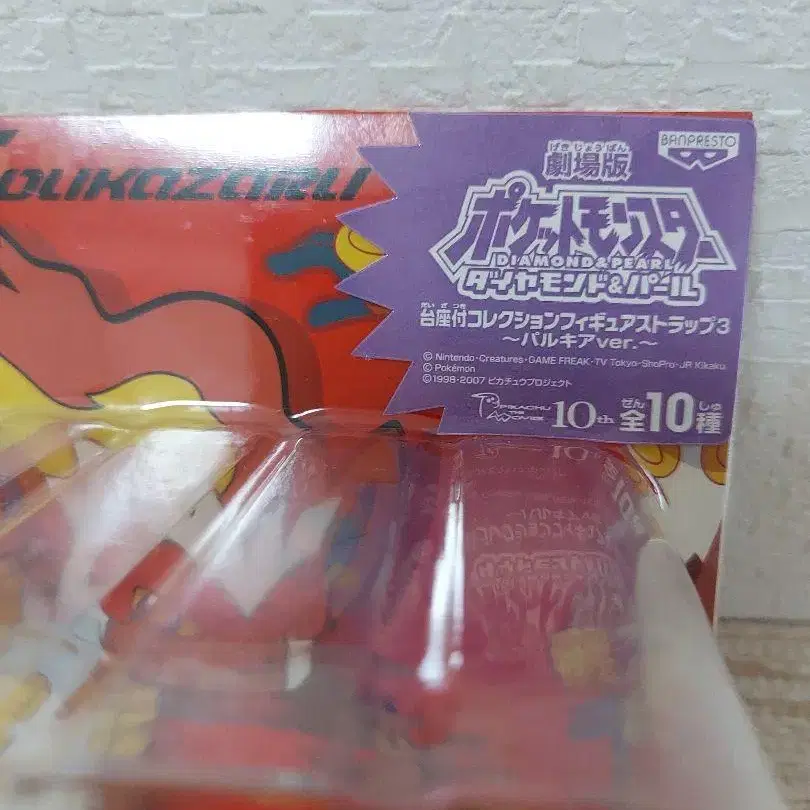 GOUKAZARU
BANPRESTO
げきじょうばん
劇場版
ポケットモンスター
DIAMOND & PEARL
ダイヤモンド&パール
だいざつき
台座付コレクションフィギュアストラップ3
〜パルキアver.〜
© Nintendo・Creatures・GAME FREAK・TV Tokyo・ShoPro・JR Kikaku
© Pokémon
©1998-2007 ピカチュウプロジェクト
PIKACHU THE MOVIE 10th
ぜん しゅ
全10種